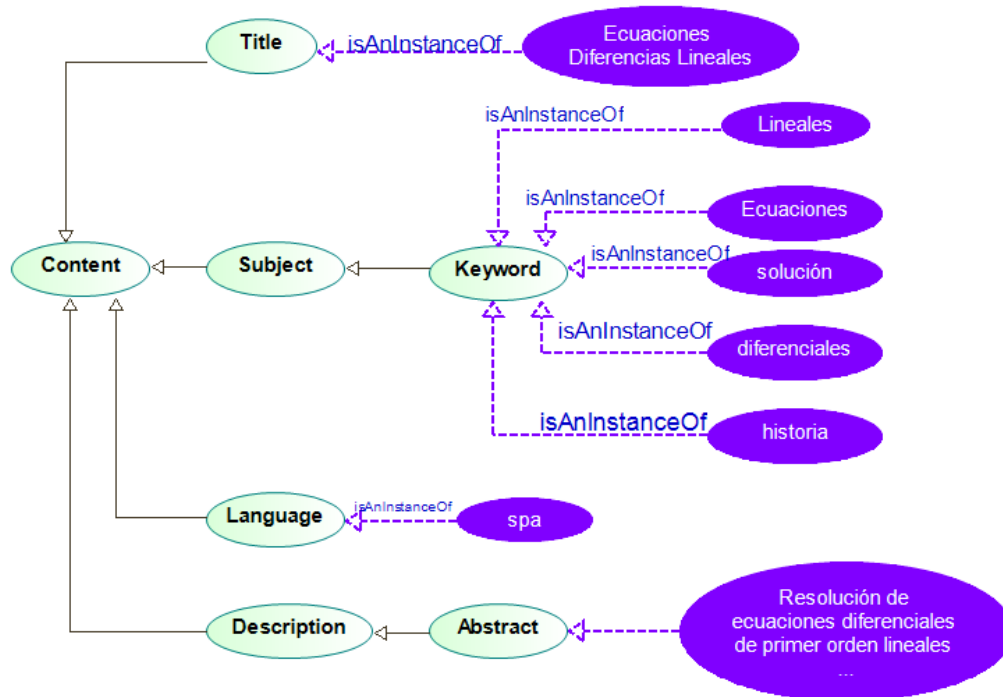 Title
isAnInstanceOf
Ecuaciones
Diferencias Lineales
isAnInstanceOf
Lineales
isAnInstanceOf
Ecuaciones
Content
Subject
Keyword
isAnInstanceOf
solución
isAnInstanceOf
diferenciales
isAnInstanceOf
historia
Language
isAnInstanceOf
spa
Description
Abstract
Resolución de
ecuaciones diferenciales
de primer orden lineales
...